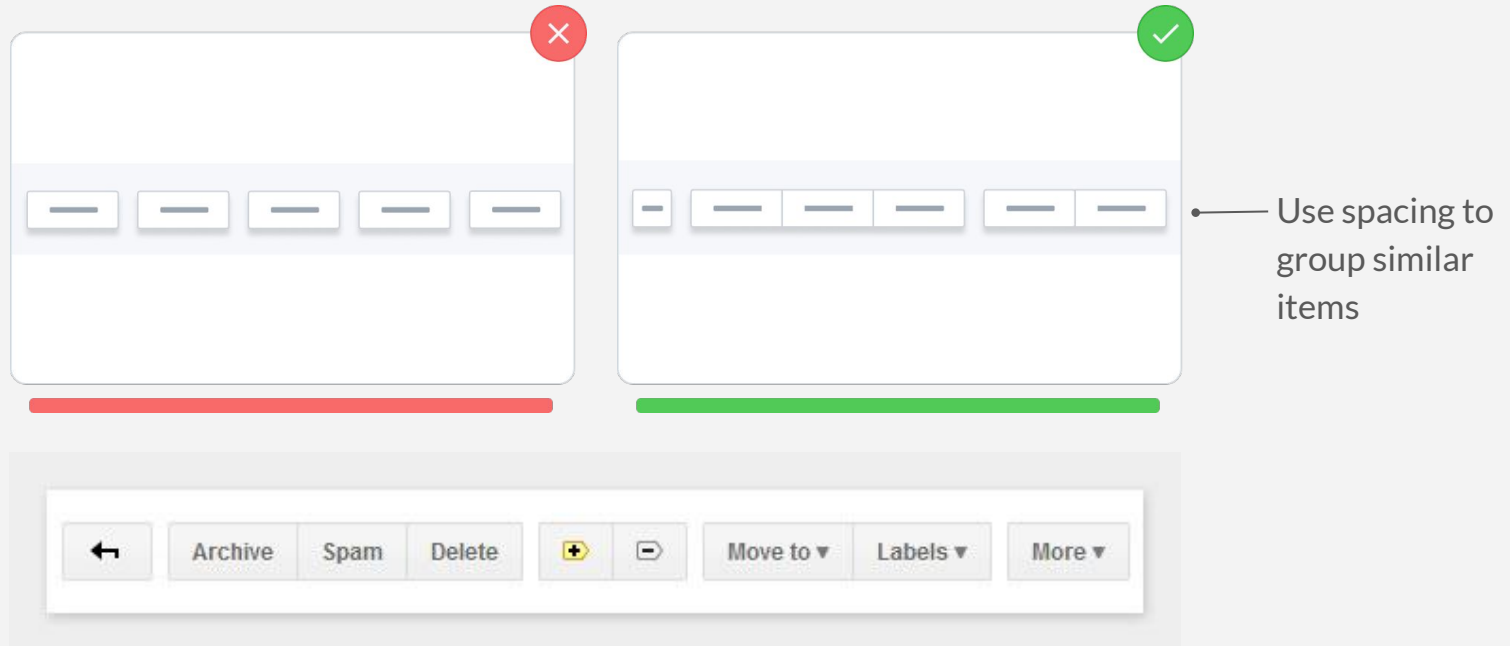 Use spacing to
group similar
items
Archive Spam Delete Move to ▾ Labels ▾ More ▾